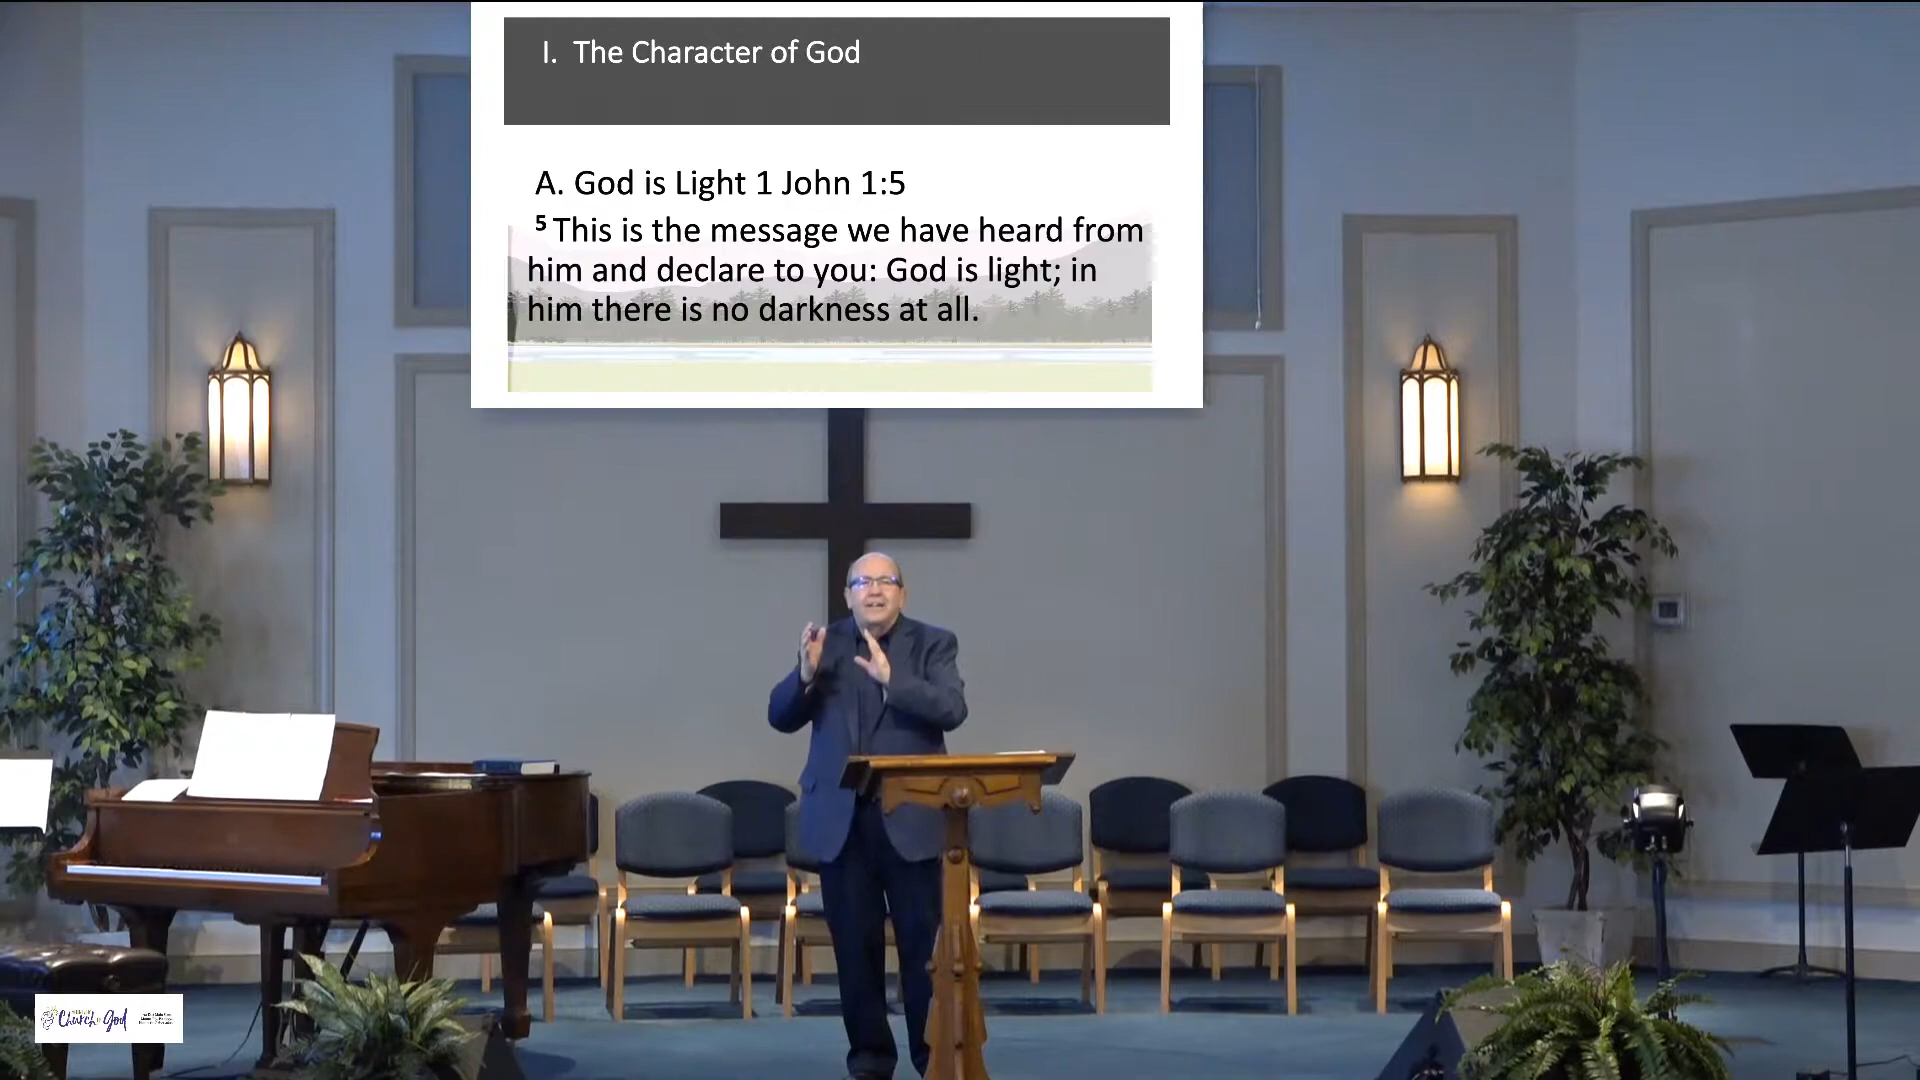 I. The Character of God
A. God is Light 1 John 1:5
5 This is the message we have heard from
him and declare to you: God is light; in
him there is no darkness at all.
Church of God